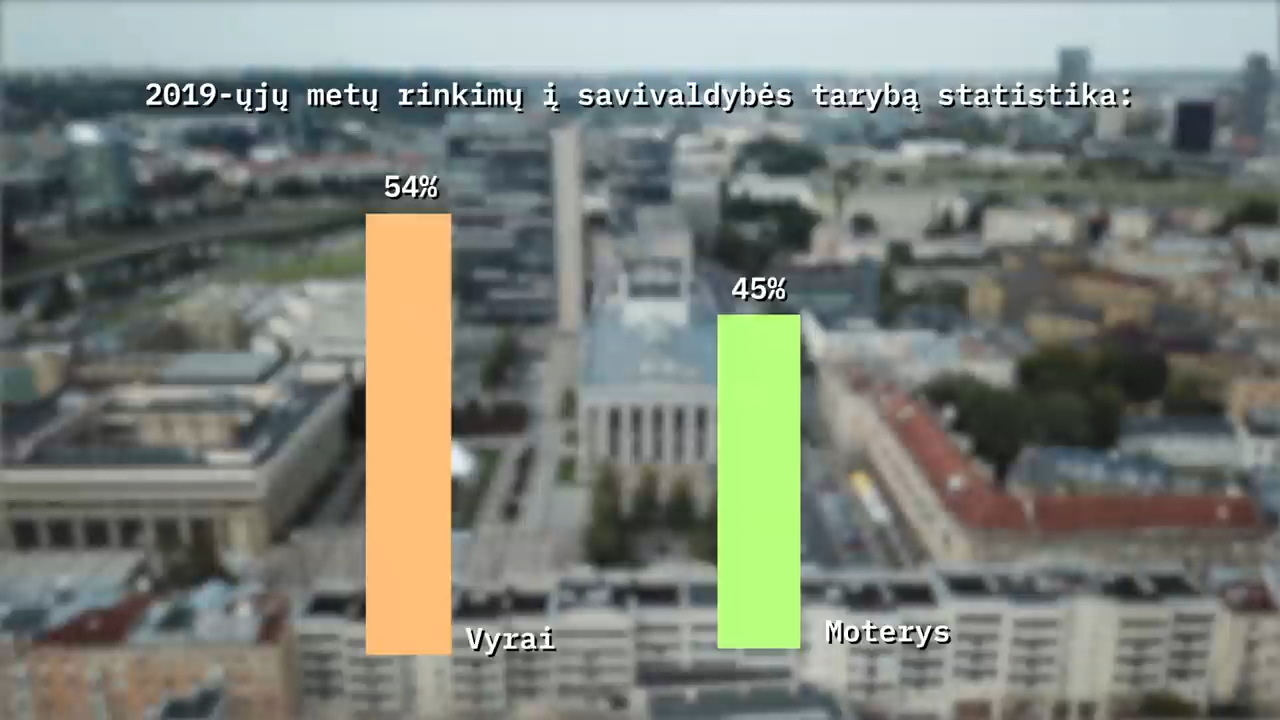 2019-ųjų metų rinkimų į savivaldybės tarybą statistika:
54%
45%
Vyrai
Moterys